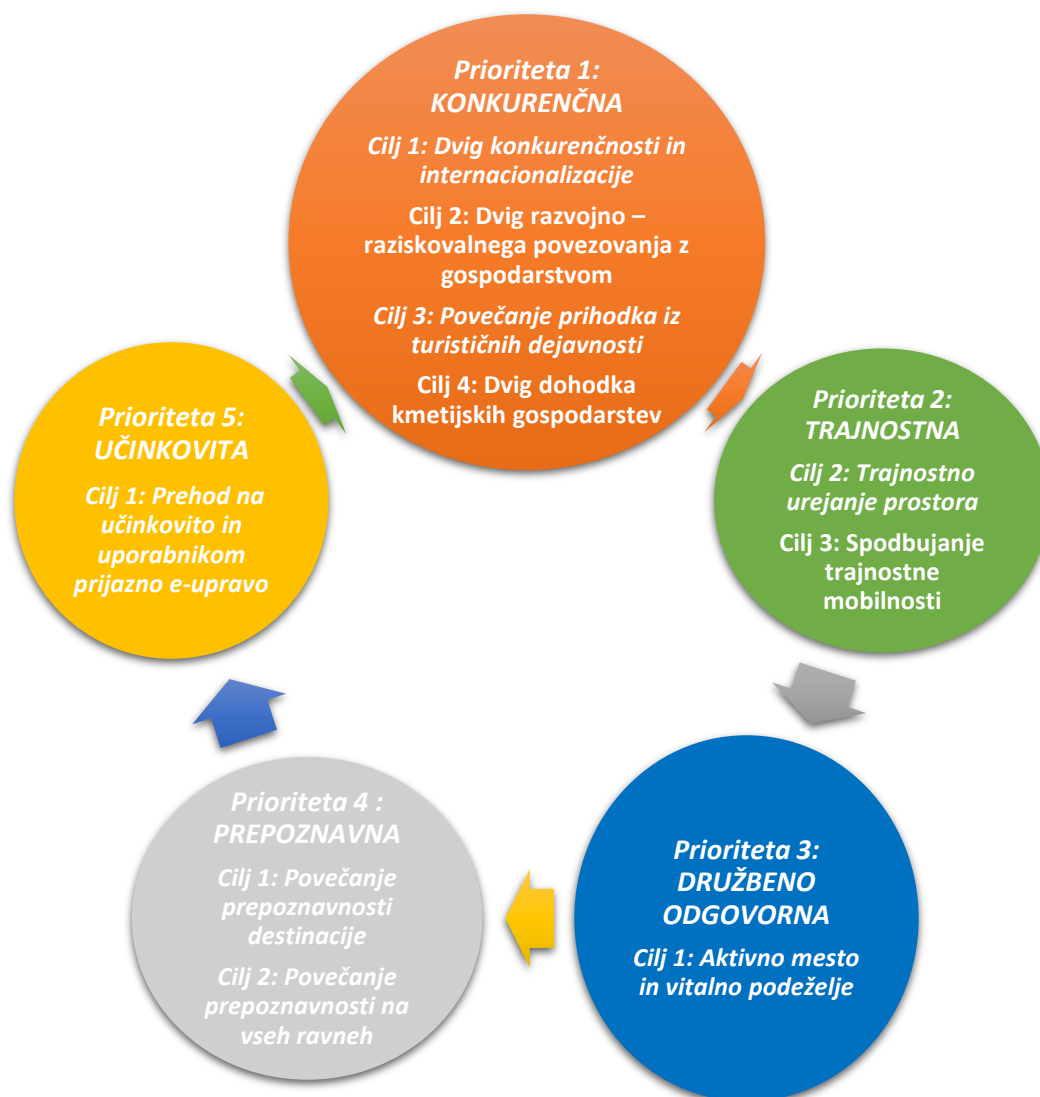 Prioriteta 1:
KONKURENČNA
Cilj 1: Dvig konkurenčnosti in
internacionalizacije
Cilj 2: Dvig razvojno –
raziskovalnega povezovanja z
gospodarstvom
Cilj 3: Povečanje prihodka iz
turističnih dejavnosti
Cilj 4: Dvig dohodka
kmetijskih gospodarstev
Prioriteta 2:
TRAJNOSTNA
Cilj 2: Trajnostno
urejanje prostora
Cilj 3: Spodbujanje
trajnostne
mobilnosti
Prioriteta 3:
DRUŽBENO
ODGOVORNA
Cilj 1: Aktivno mesto
in vitalno podeželje
Prioriteta 4 :
PREPOZNAVNA
Cilj 1: Povečanje
prepoznavnosti
destinacije
Cilj 2: Povečanje
prepoznavnosti na
vseh ravneh
Prioriteta 5:
UČINKOVITA
Cilj 1: Prehod na
učinkovito in
uporabnikom
prijazno e-upravo